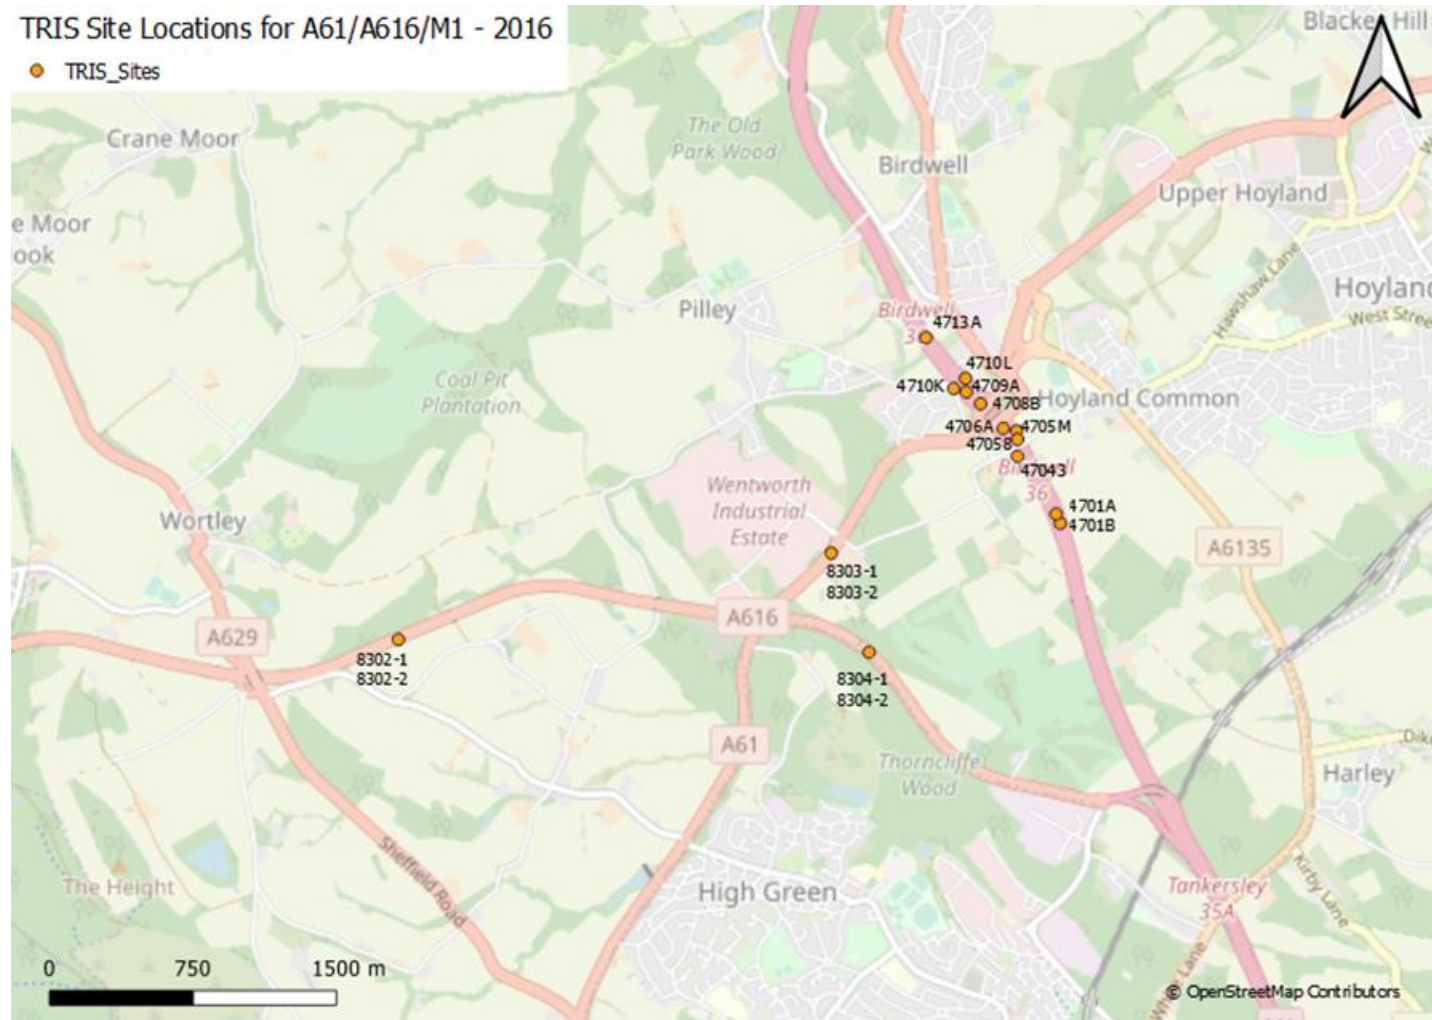 TRIS Site Locations for A61/A616/M1 - 2016
TRIS_Sites
Crane Moor
The Old
Park Wood
Birdwell
Upper Hoyland
e Moor
ook
Pilley
Birdwell
4713A
Hawshaw Lane
Hoyland
West Stree
Coal Pit
Plantation
4710L
4710K
4709A
4708B
Hoyland Common
4706A
4705M
4705B
47043
36
Wentworth
Industrial
Estate
4701A
4701B
Wortley
A6135
8303-1
8303-2
A616
A629
8302-1
8302-2
8304-1
8304-2
A61
Thorncliffe
Wood
Harley
Sheffield Road
The Height
High Green
Tankersley
35A
Kirby Lane
0 750 1500 m
© OpenStreetMap Contributors